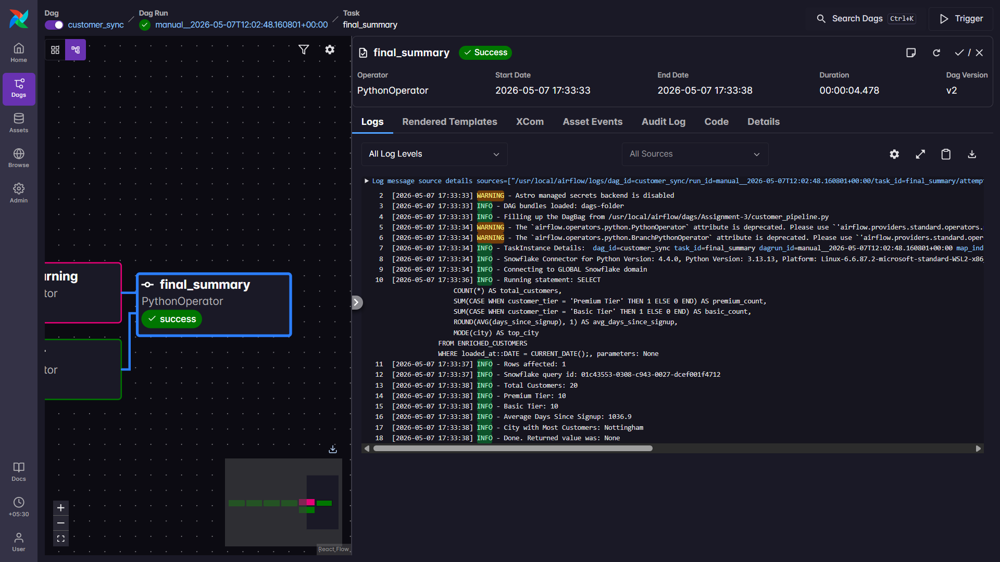 Dag
customer_sync
Dag Run
manual__2026-05-07T12:02:48.160801+00:00
Task
final_summary
Search Dags
Ctrl+K
Trigger
Home
Dags
Assets
Browse
Admin
Docs
+05:30
User
urning
tor
tor
final_summary
PythonOperator
success
React Flow
final_summary
Success
Operator
PythonOperator
Start Date
2026-05-07 17:33:33
End Date
2026-05-07 17:33:38
Duration
00:00:04.478
Dag Version
v2
Logs
Rendered Templates
XCom
Asset Events
Audit Log
Code
Details
All Log Levels
All Sources
Log message source details sources=["/usr/local/airflow/logs/dag_id=customer_sync/run_id=manual__2026-05-07T12:02:48.160801+00:00/task_id=final_summary/attemp
2 [2026-05-07 17:33:33] WARNING - Astro managed secrets backend is disabled
3 [2026-05-07 17:33:33] INFO - DAG bundles loaded: dags-folder
4 [2026-05-07 17:33:33] INFO - Filling up the DagBag from /usr/local/airflow/dags/Assignment-3/customer_pipeline.py
5 [2026-05-07 17:33:34] WARNING - The `airflow.operators.python.PythonOperator` attribute is deprecated. Please use `'airflow.providers.standard.operators.
6 [2026-05-07 17:33:34] WARNING - The `airflow.operators.python.BranchPythonOperator` attribute is deprecated. Please use `'airflow.providers.standard.oper
7 [2026-05-07 17:33:34] INFO - TaskInstance Details: dag_id=customer_sync task_id=final_summary dagrun_id=manual__2026-05-07T12:02:48.160801+00:00 map_ind
8 [2026-05-07 17:33:34] INFO - Snowflake Connector for Python Version: 4.4.0, Python Version: 3.13.13, Platform: Linux-6.6.87.2-microsoft-standard-WSL2-x86_
9 [2026-05-07 17:33:34] INFO - Connecting to GLOBAL Snowflake domain
10 [2026-05-07 17:33:36] INFO - Running statement: SELECT
COUNT(*) AS total_customers,
SUM(CASE WHEN customer_tier = 'Premium Tier' THEN 1 ELSE 0 END) AS premium_count,
SUM(CASE WHEN customer_tier = 'Basic Tier' THEN 1 ELSE 0 END) AS basic_count,
ROUND(AVG(days_since_signup), 1) AS avg_days_since_signup,
MODE(city) AS top_city
FROM ENRICHED_CUSTOMERS
WHERE loaded_at::DATE = CURRENT_DATE();, parameters: None
11 [2026-05-07 17:33:37] INFO - Rows affected: 1
12 [2026-05-07 17:33:37] INFO - Snowflake query id: 01c43553-0308-c943-0027-dcef001f4712
13 [2026-05-07 17:33:38] INFO - Total Customers: 20
14 [2026-05-07 17:33:38] INFO - Premium Tier: 10
15 [2026-05-07 17:33:38] INFO - Basic Tier: 10
16 [2026-05-07 17:33:38] INFO - Average Days Since Signup: 1036.9
17 [2026-05-07 17:33:38] INFO - City with Most Customers: Nottingham
18 [2026-05-07 17:33:38] INFO - Done. Returned value was: None